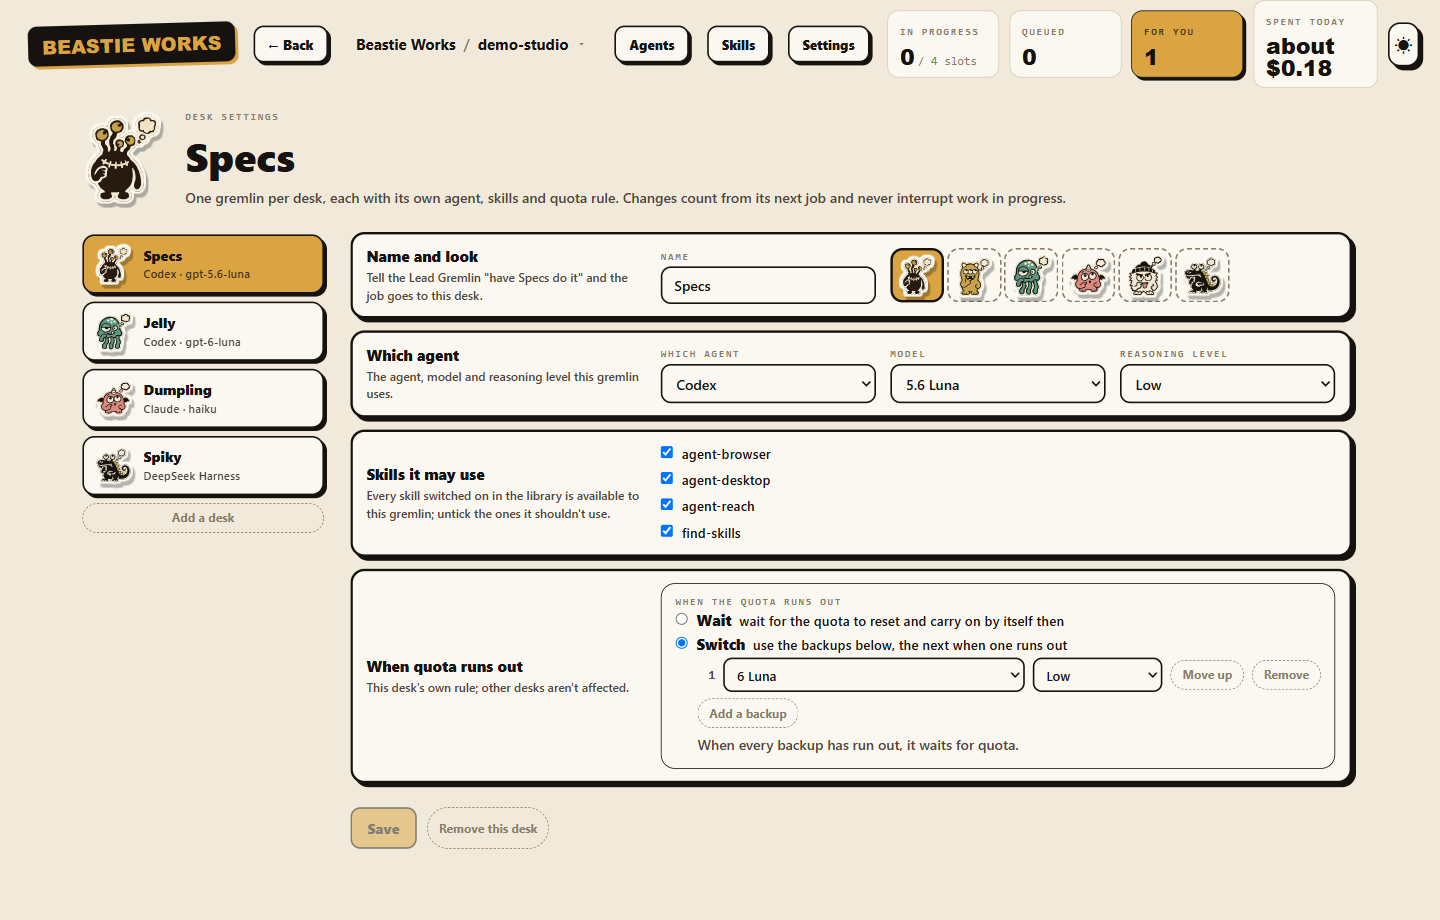 BEASTIE WORKS
← Back
Beastie Works / demo-studio
Agents
Skills
Settings
IN PROGRESS
0 / 4 slots
QUEUED
0
FOR YOU
1
SPENT TODAY
about
$0.18
DESK SETTINGS
Specs
One gremlin per desk, each with its own agent, skills and quota rule. Changes count from its next job and never interrupt work in progress.
Specs
Codex · gpt-5.6-luna
Jelly
Codex · gpt-6-luna
Dumpling
Claude · haiku
Spiky
DeepSeek Harness
Add a desk
Name and look
Tell the Lead Gremlin "have Specs do it" and the
job goes to this desk.
NAME
Specs
Which agent
The agent, model and reasoning level this gremlin
uses.
WHICH AGENT
Codex
MODEL
5.6 Luna
REASONING LEVEL
Low
Skills it may use
Every skill switched on in the library is available to
this gremlin; untick the ones it shouldn't use.
agent-browser
agent-desktop
agent-reach
find-skills
When quota runs out
This desk's own rule; other desks aren't affected.
WHEN THE QUOTA RUNS OUT
Wait wait for the quota to reset and carry on by itself then
Switch use the backups below, the next when one runs out
1 6 Luna Low Move up Remove
Add a backup
When every backup has run out, it waits for quota.
Save
Remove this desk